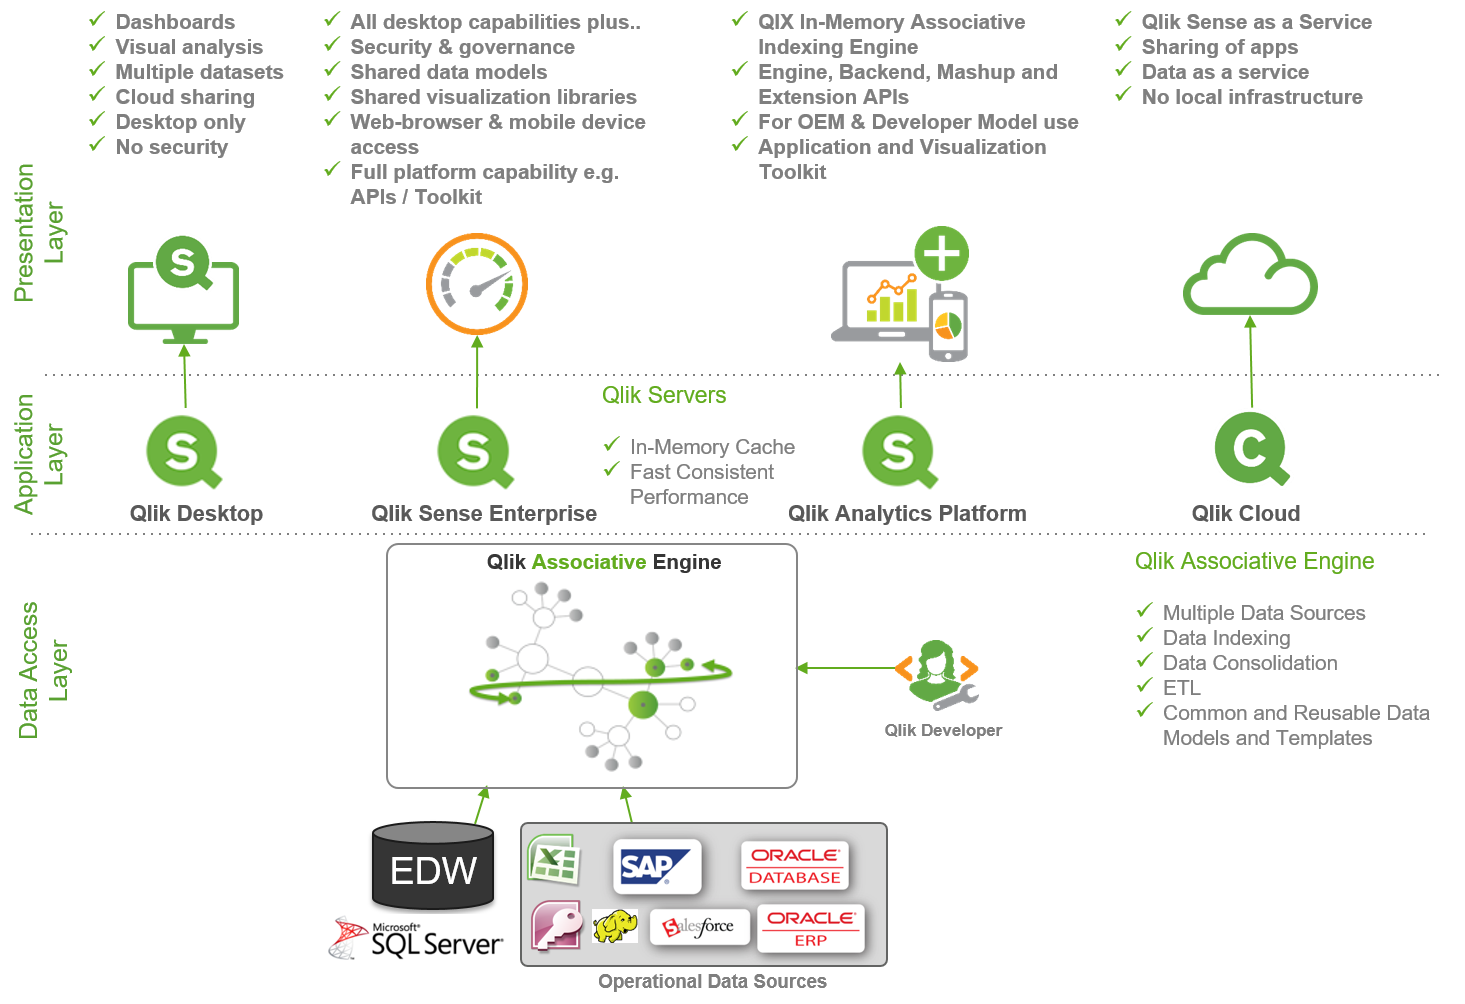 Dashboards
Visual analysis
Multiple datasets
Cloud sharing
Desktop only
No security
All desktop capabilities plus..
Security & governance
Shared data models
Shared visualization libraries
Web-browser & mobile device
access
Full platform capability e.g.
APIs / Toolkit
QIX In-Memory Associative
Indexing Engine
Engine, Backend, Mashup and
Extension APIs
For OEM & Developer Model use
Application and Visualization
Toolkit
Qlik Sense as a Service
Sharing of apps
Data as a service
No local infrastructure
Presentation
Layer
S
Application
Layer
S
Qlik Desktop
S
Qlik Sense Enterprise
Qlik Servers
In-Memory Cache
Fast Consistent
Performance
S
Qlik Analytics Platform
C
Qlik Cloud
Data Access
Layer
Qlik Associative Engine
Qlik Developer
Qlik Associative Engine
Multiple Data Sources
Data Indexing
Data Consolidation
ETL
Common and Reusable Data
Models and Templates
EDW
Microsoft®
SQL Server®
X
SAP®
ORACLE®
DATABASE
Salesforce
ORACLE®
ERP
Operational Data Sources